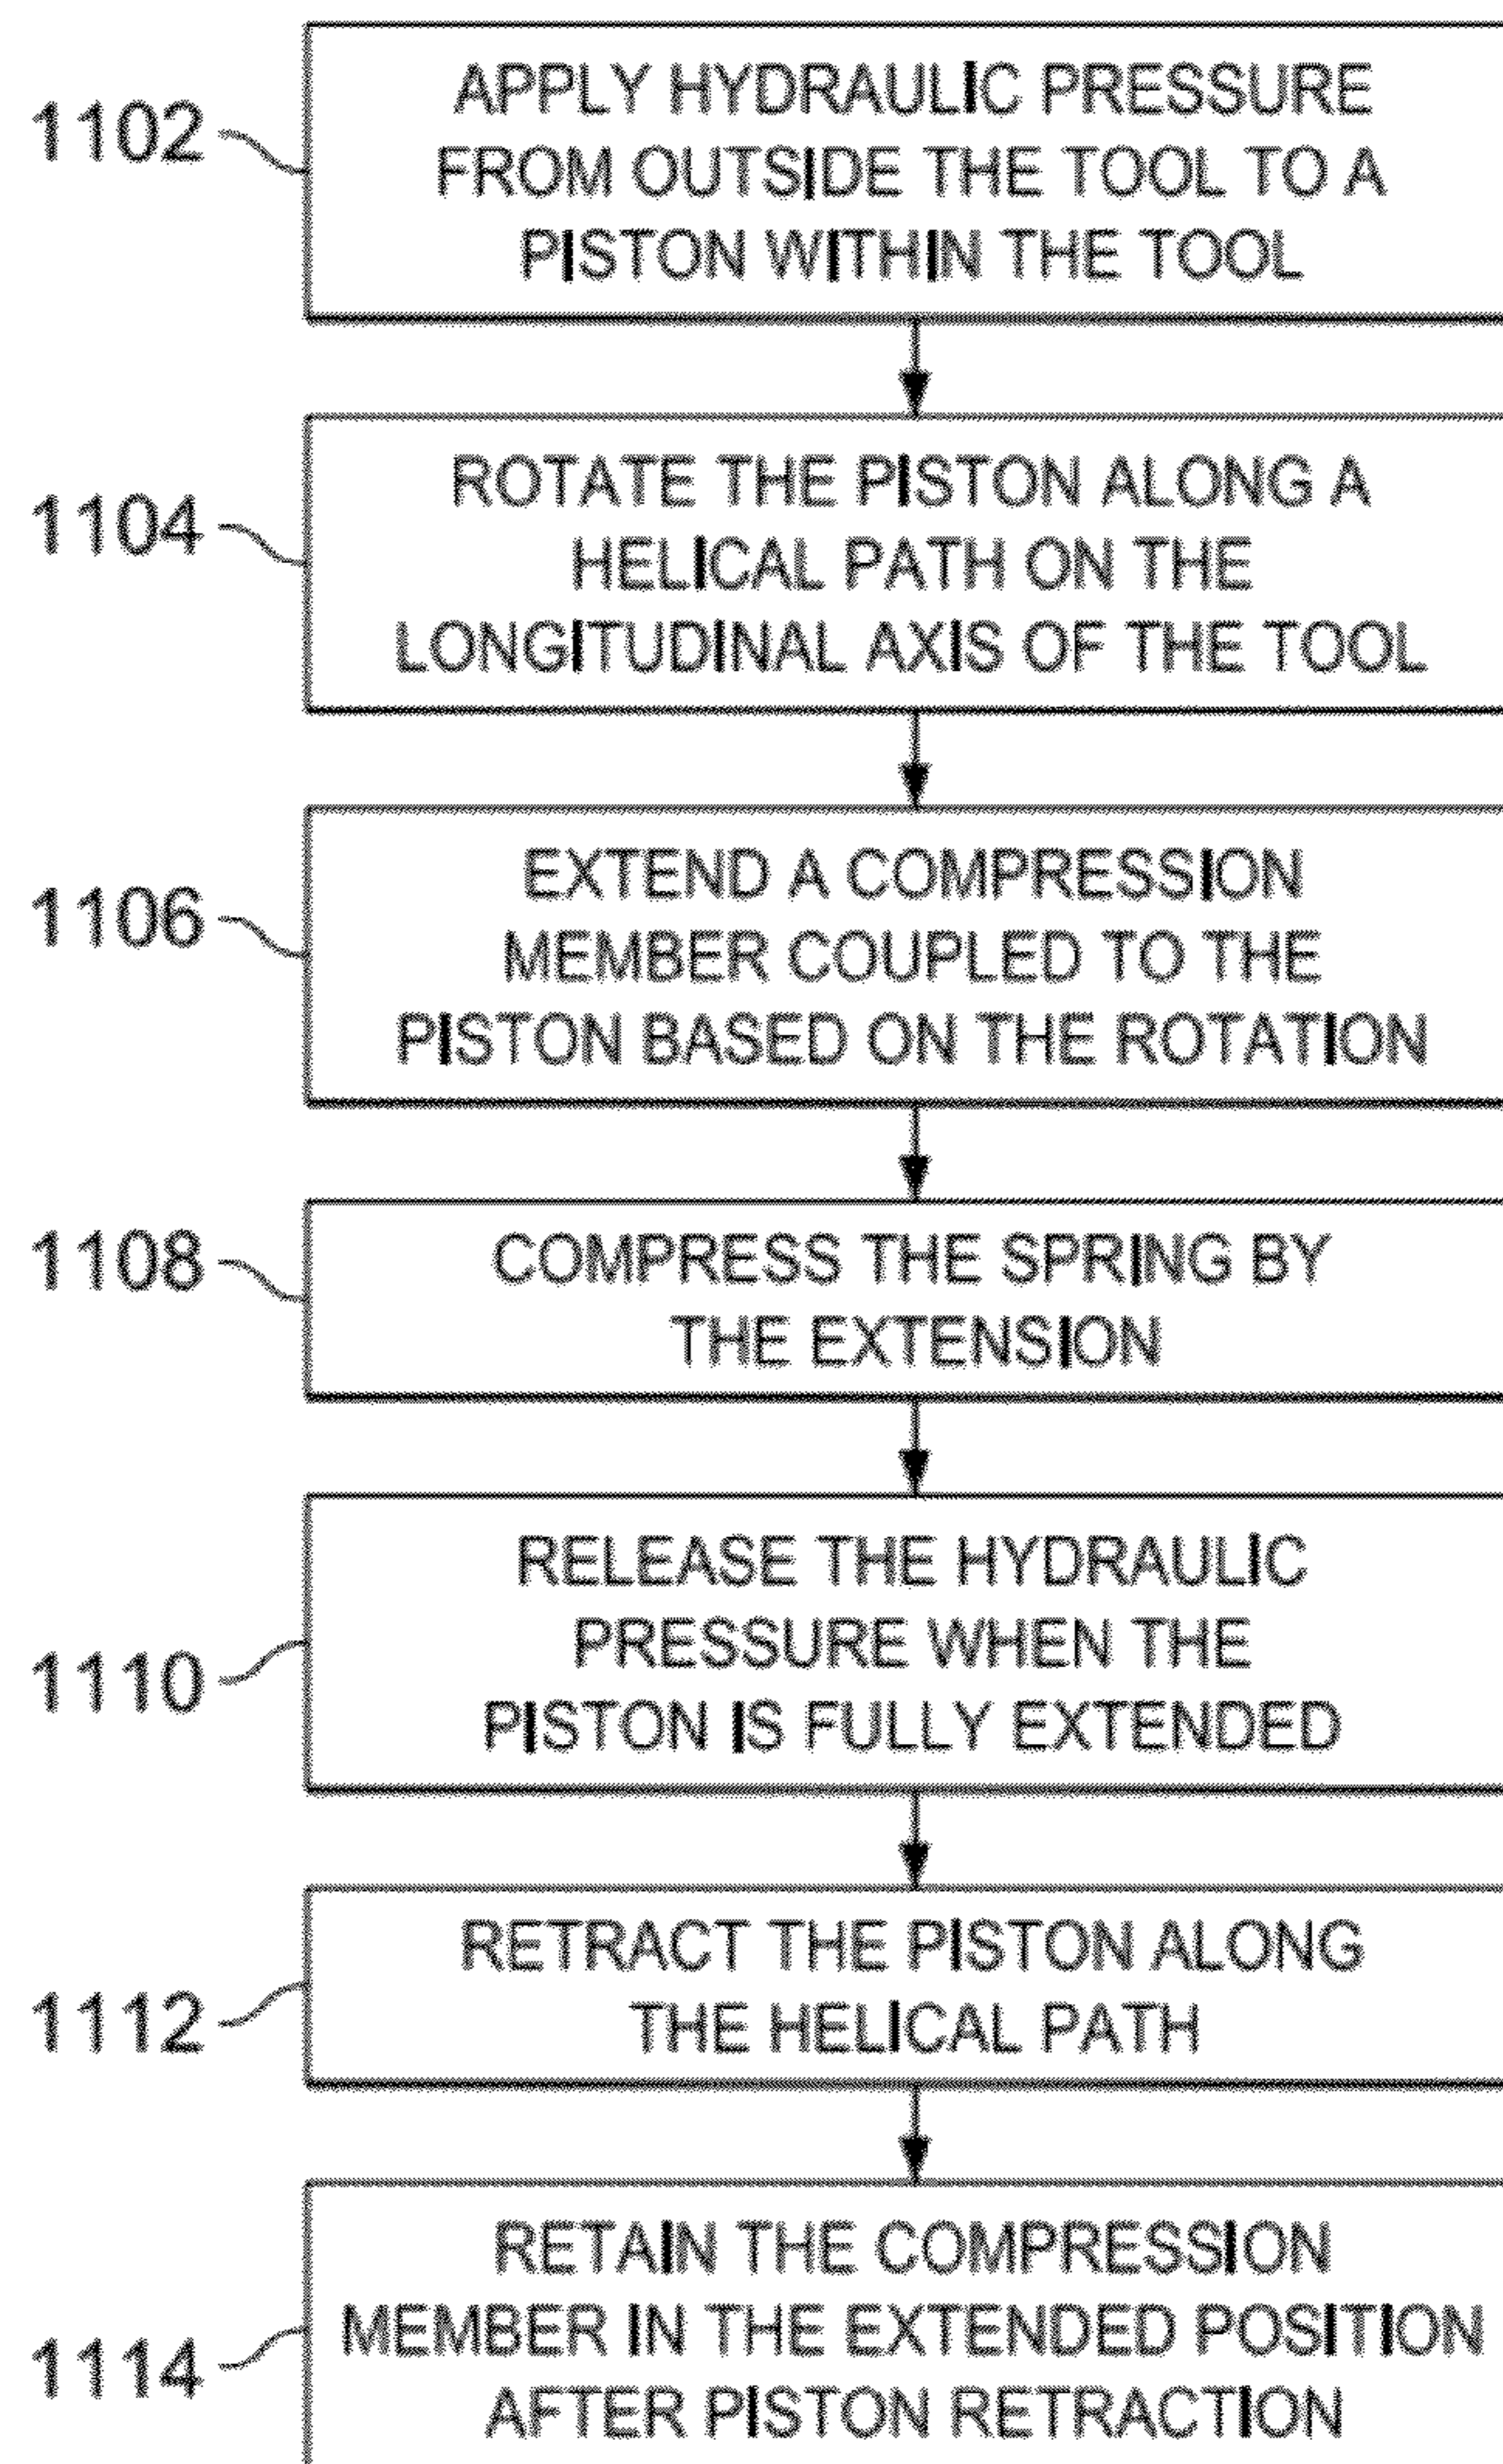 1102
APPLY HYDRAULIC PRESSURE
FROM OUTSIDE THE TOOL TO A
PISTON WITHIN THE TOOL
1104
ROTATE THE PISTON ALONG A
HELICAL PATH ON THE
LONGITUDINAL AXIS OF THE TOOL
1106
EXTEND A COMPRESSION
MEMBER COUPLED TO THE
PISTON BASED ON THE ROTATION
1108
COMPRESS THE SPRING BY
THE EXTENSION
1110
RELEASE THE HYDRAULIC
PRESSURE WHEN THE
PISTON IS FULLY EXTENDED
1112
RETRACT THE PISTON ALONG
THE HELICAL PATH
1114
RETAIN THE COMPRESSION
MEMBER IN THE EXTENDED POSITION
AFTER PISTON RETRACTION